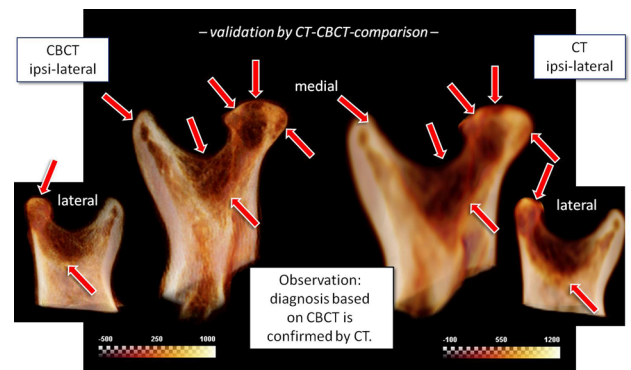 – validation by CT-CBCT-comparison –
CBCT
ipsi-lateral
CT
ipsi-lateral
medial
lateral
lateral
Observation:
diagnosis based
on CBCT is
confirmed by CT.
-500 250 1000
-100 550 1200